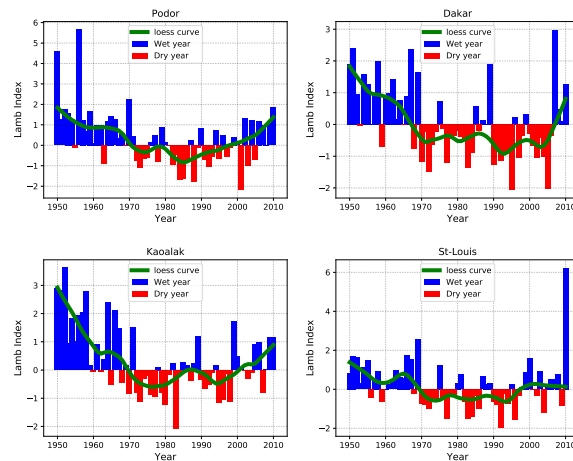 Podor
Lamb Index
6
5
4
3
2
1
0
−1
−2
loess curve
Wet year
Dry year
1950 1960 1970 1980 1990 2000 2010
Year
Dakar
Lamb Index
3
2
1
0
−1
−2
loess curve
Wet year
Dry year
1950 1960 1970 1980 1990 2000 2010
Year
Kaoalak
Lamb Index
3
2
1
0
−1
−2
loess curve
Wet year
Dry year
1950 1960 1970 1980 1990 2000 2010
Year
St-Louis
Lamb Index
6
4
2
0
−2
loess curve
Wet year
Dry year
1950 1960 1970 1980 1990 2000 2010
Year